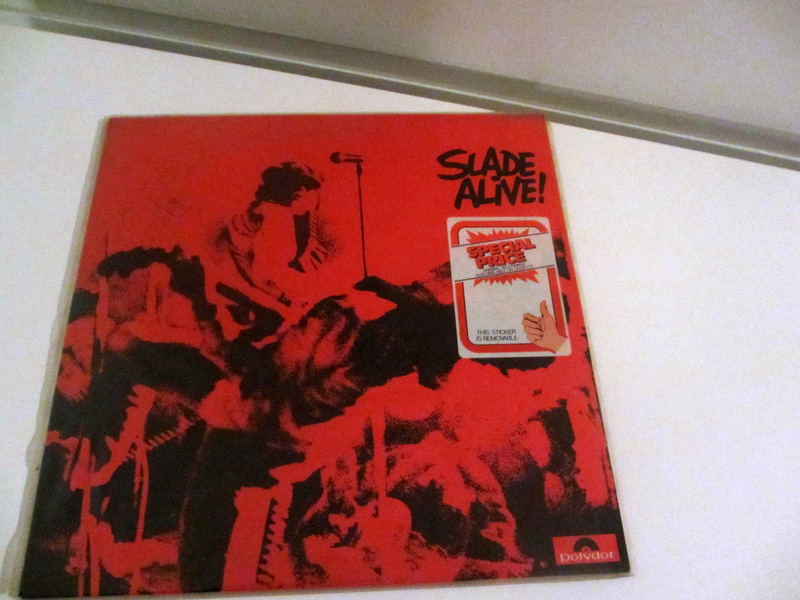 SLADE
ALIVE!
SPECIAL
PRICE
THIS STICKER
IS REMOVABLE
polydor